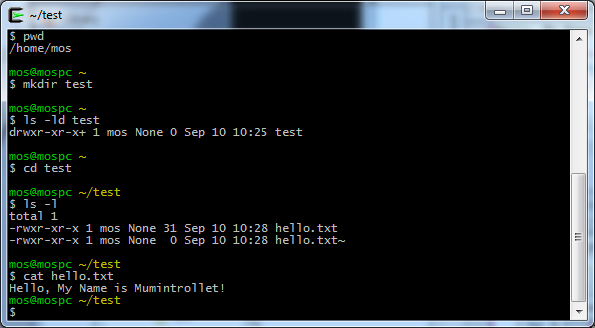 ~/test
$ pwd
/home/mos
mos@mospc ~
$ mkdir test
mos@mospc ~
$ ls -ld test
drwxr-xr-x+ 1 mos None 0 Sep 10 10:25 test
mos@mospc ~
$ cd test
mos@mospc ~/test
$ ls -l
total 1
-rwxr-xr-x 1 mos None 31 Sep 10 10:28 hello.txt
-rwxr-xr-x 1 mos None  0 Sep 10 10:28 hello.txt~
mos@mospc ~/test
$ cat hello.txt
Hello, My Name is Mumintrollet!
mos@mospc ~/test
$